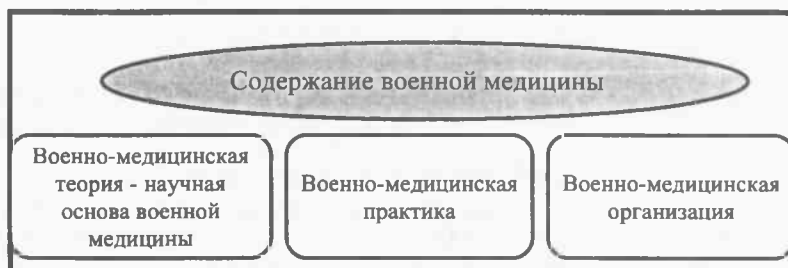 Содержание военной медицины
Военно-медицинская
теория - научная
основа военной
медицины
Военно-медицинская
практика
Военно-медицинская
организация